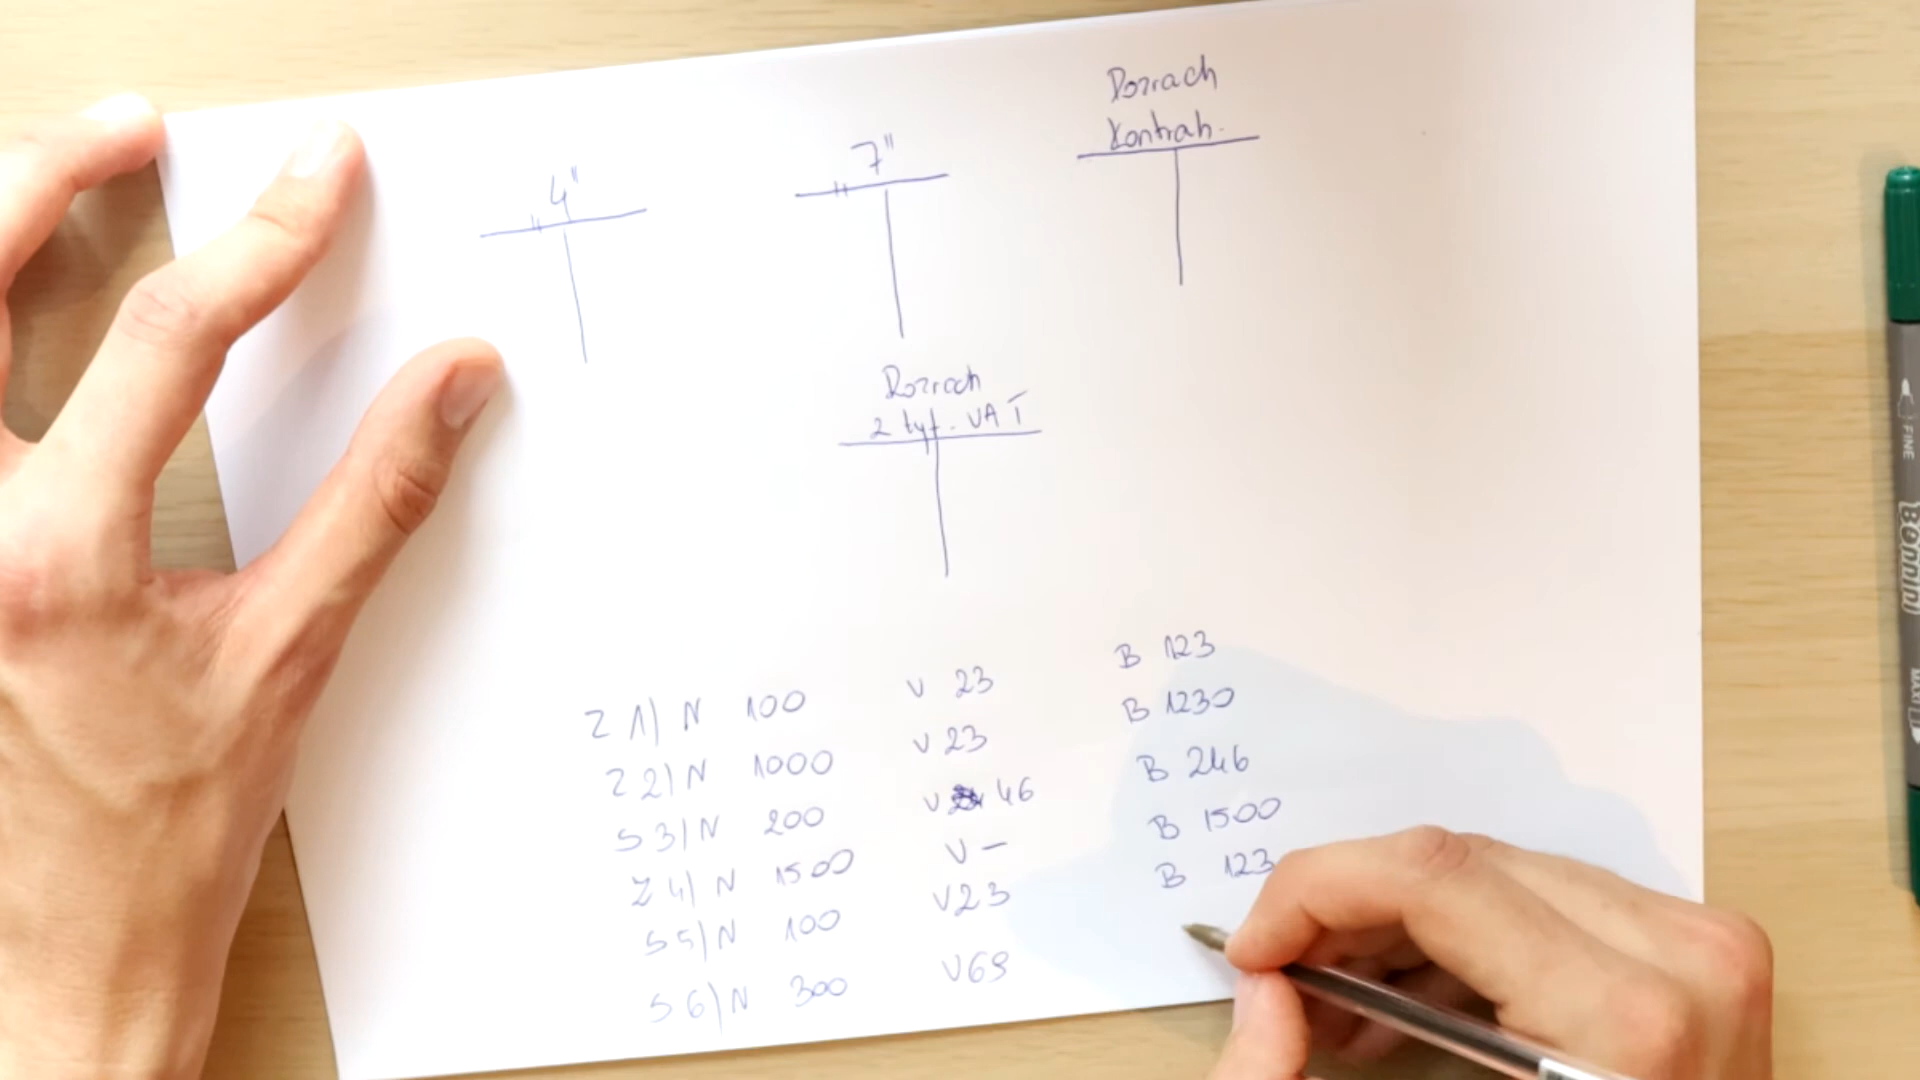 4"
7"
Rozrach
Kontrah.
Rozrach
z tyt. VAT
Z 1) N 100 V 23 B 123
Z 2) N 1000 V 23 B 1230
S 3) N 200 V 46 B 246
Z 4) N 1500 V - B 1500
S 5) N 100 V 23 B 123
S 6) N 300 V 69
FINE